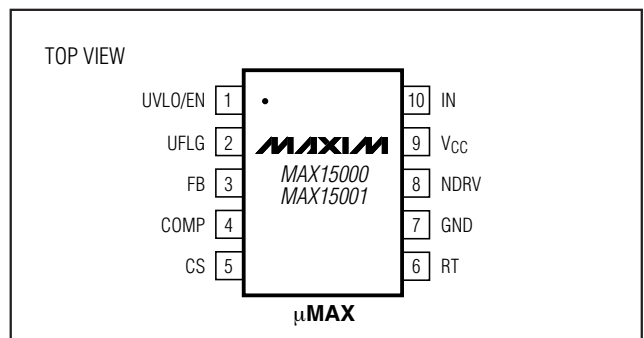 TOP VIEW
UVLO/EN 1 10 IN
UFLG 2 MAXIM 9 VCC
FB 3 MAX15000 8 NDRV
MAX15001
COMP 4 7 GND
CS 5 6 RT
µMAX